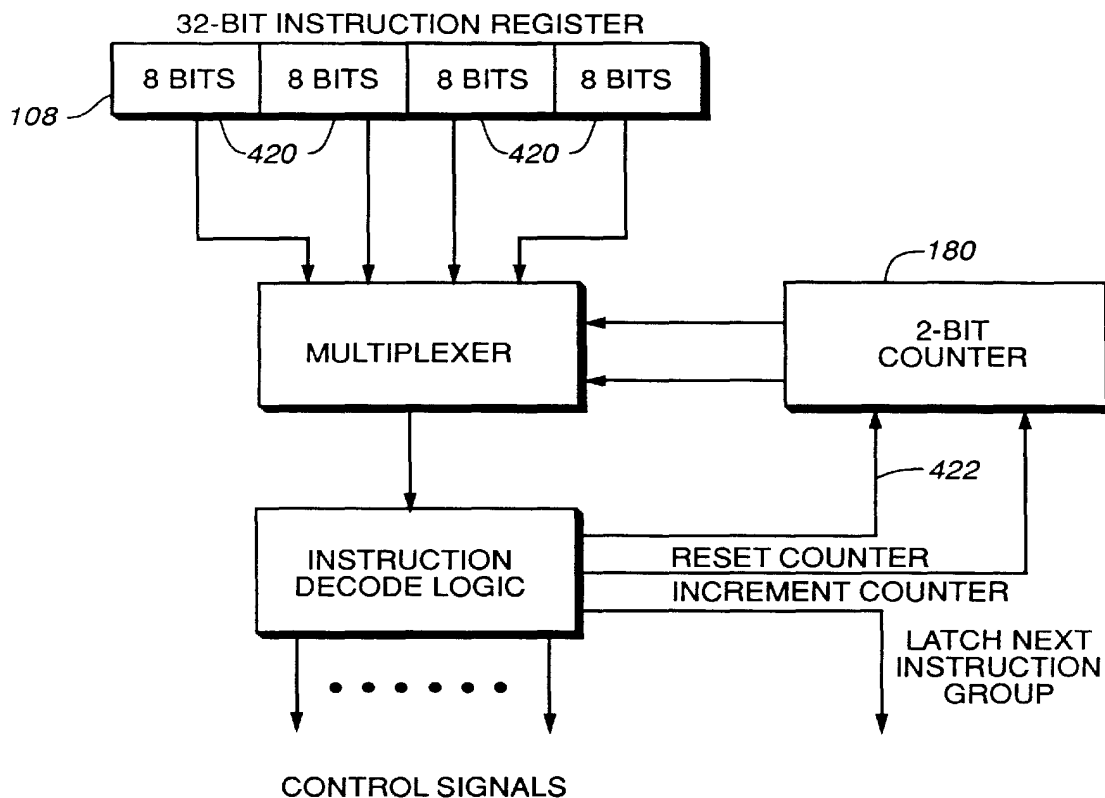 32-BIT INSTRUCTION REGISTER
8 BITS 8 BITS 8 BITS 8 BITS
108
420 420
180
MULTIPLEXER
2-BIT
COUNTER
422
INSTRUCTION
DECODE LOGIC
RESET COUNTER
INCREMENT COUNTER
LATCH NEXT
INSTRUCTION
GROUP
CONTROL SIGNALS